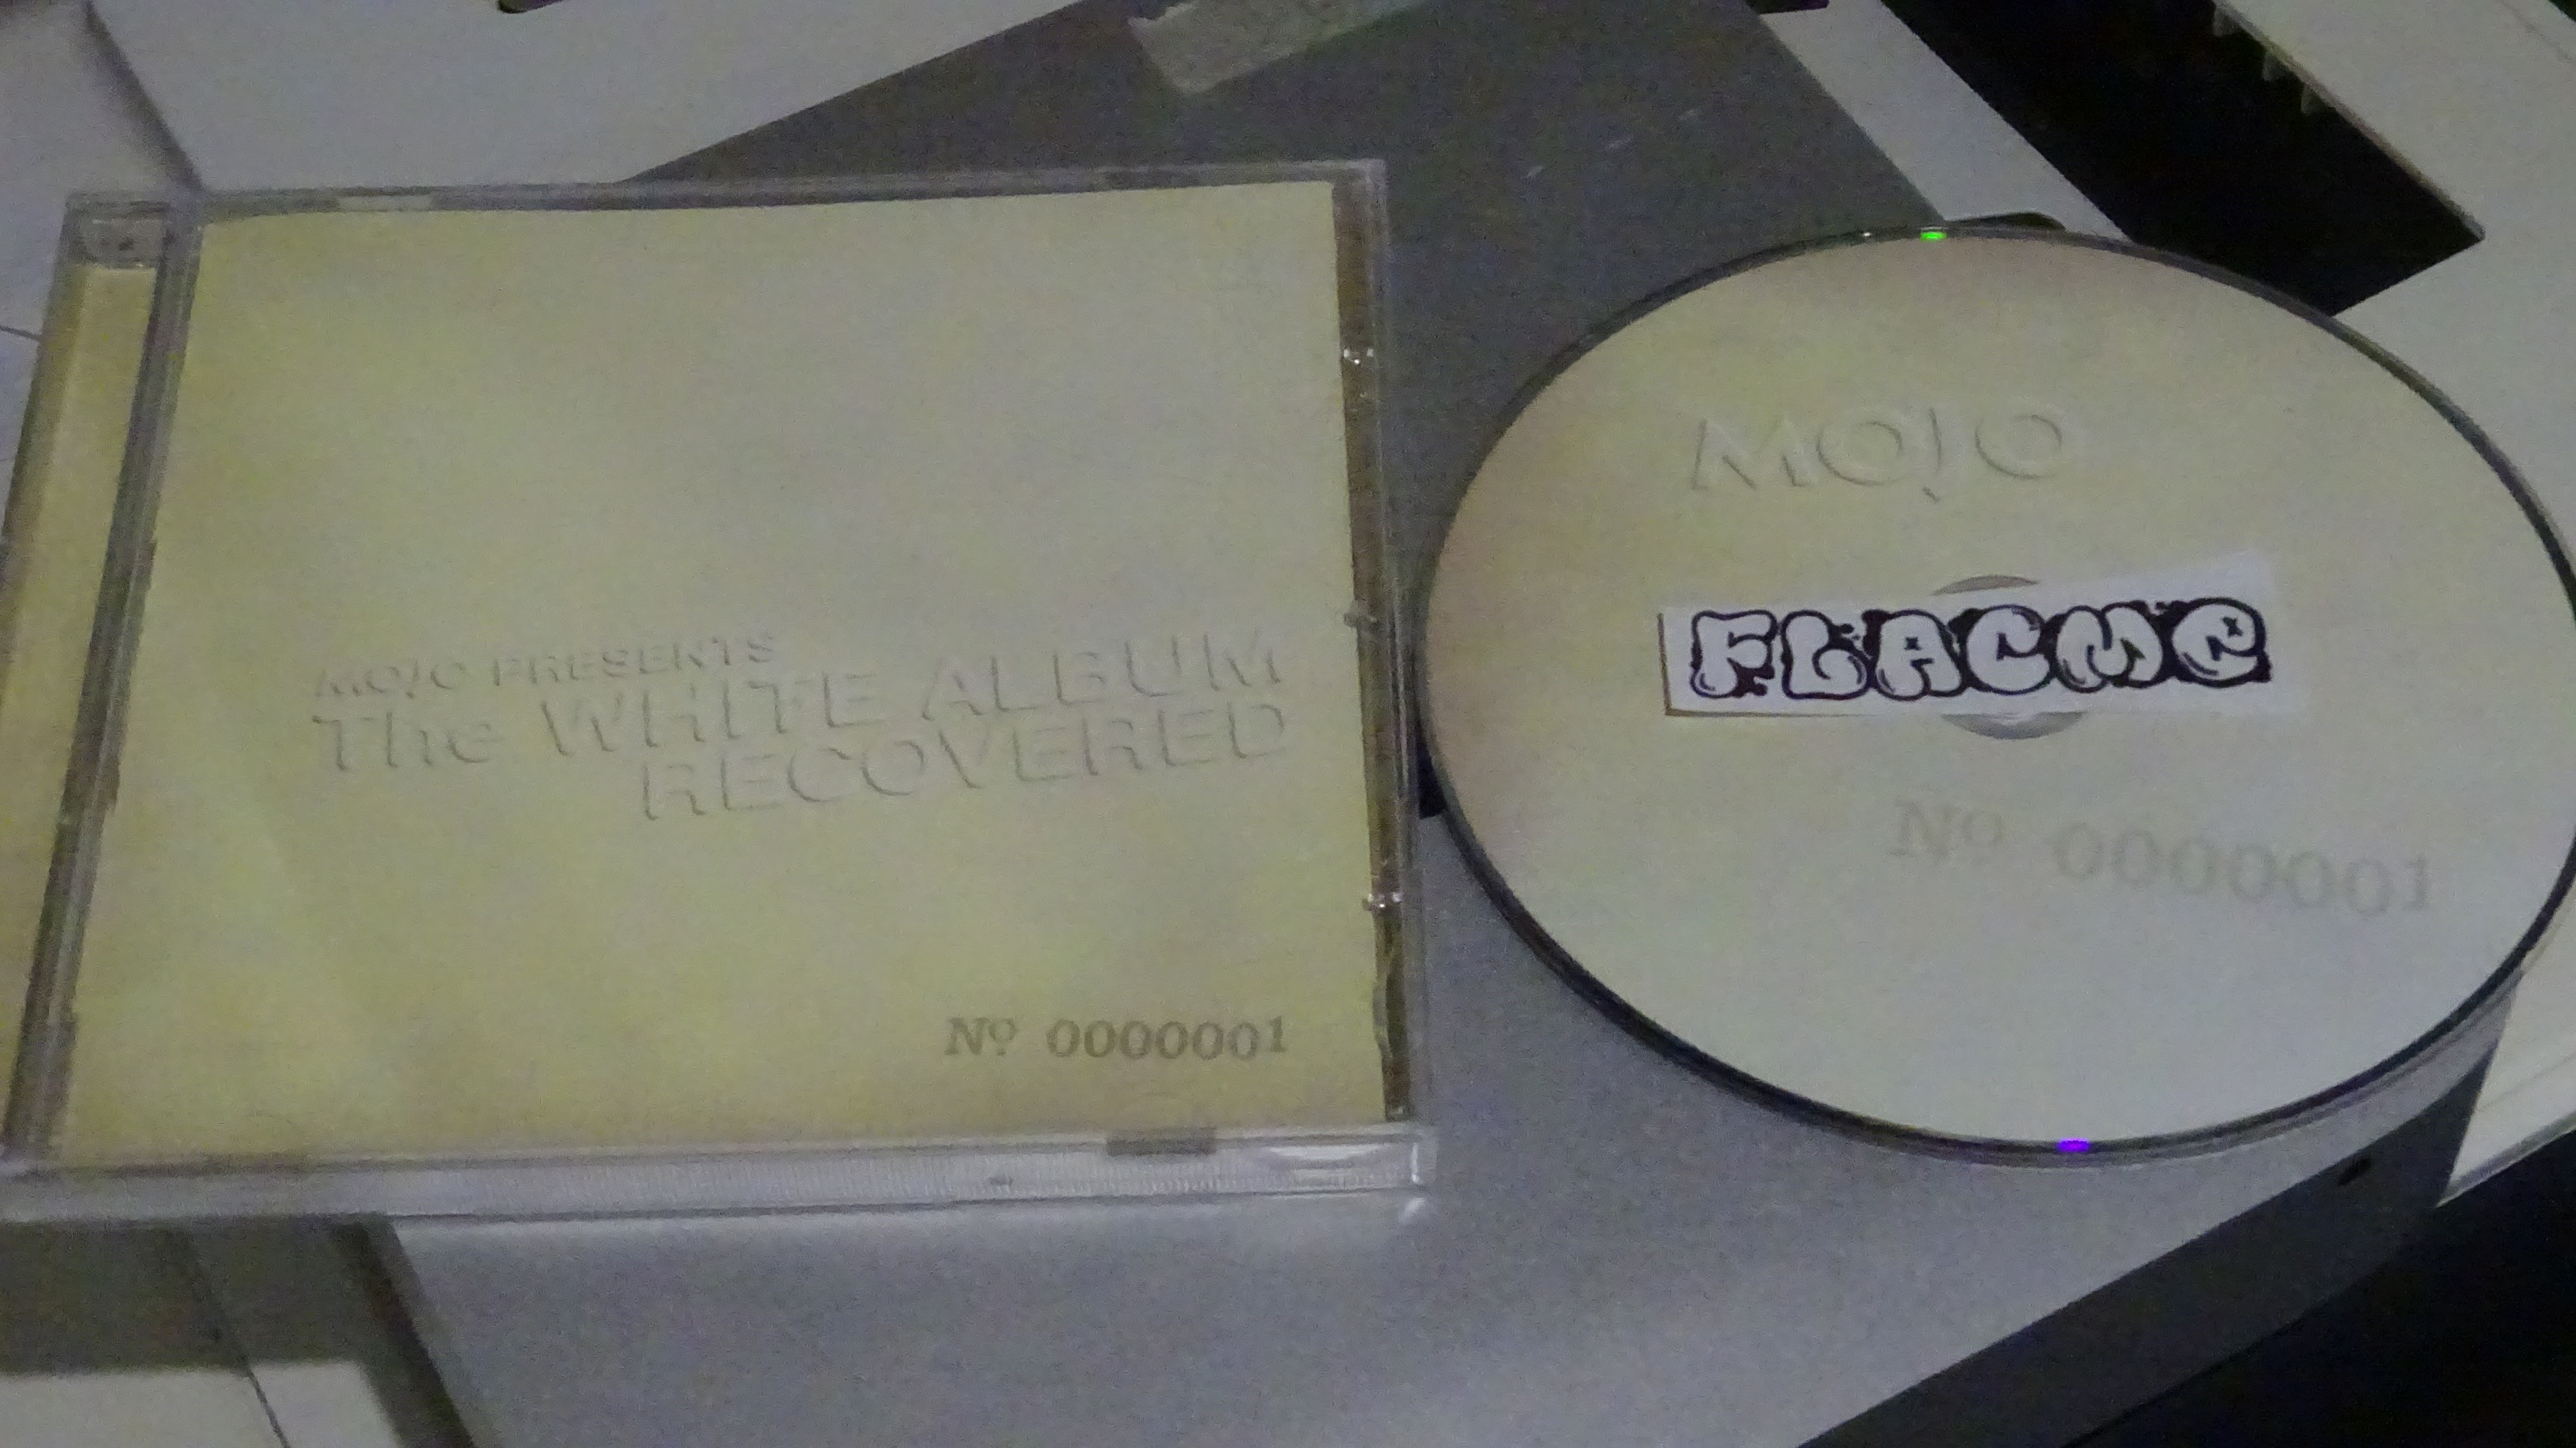 MOJO PRESENTS
The WHITE ALBUM
RECOVERED
Nº 0000001
MOJO
FLACME
Nº 0000001